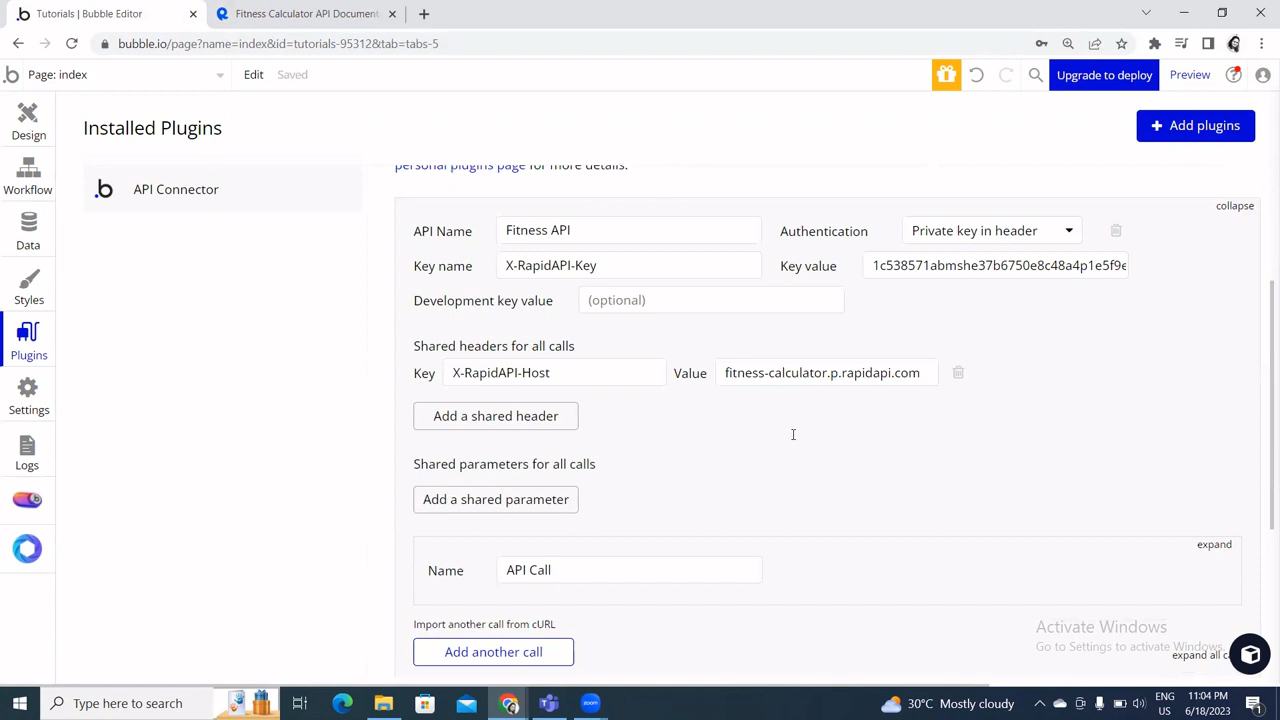 Tutorials | Bubble Editor
Fitness Calculator API Document
bubble.io/page?name=index&id=tutorials-95312&tab=tabs-5
Page: index
Edit
Saved
Upgrade to deploy
Preview
Design
Workflow
Data
Styles
Plugins
Settings
Logs
Installed Plugins
Add plugins
API Connector
personal plugins page for more details.
collapse
API Name
Fitness API
Authentication
Private key in header
Key name
X-RapidAPI-Key
Key value
1c538571abmshe37b6750e8c48a4p1e5f9e
Development key value
(optional)
Shared headers for all calls
Key
X-RapidAPI-Host
Value
fitness-calculator.p.rapidapi.com
Add a shared header
Shared parameters for all calls
Add a shared parameter
expand
Name
API Call
Import another call from cURL
Add another call
Activate Windows
Go to Settings to activate Windows.
expand all
Type here to search
30°C Mostly cloudy
ENG
US
11:04 PM
6/18/2023